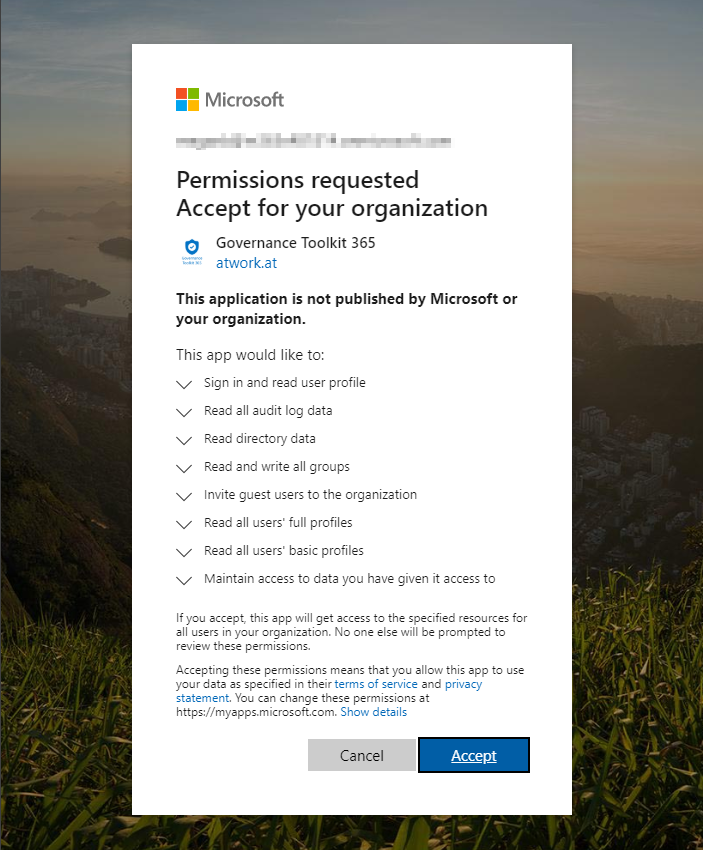 Microsoft
Permissions requested
Accept for your organization
Governance Toolkit 365
Governance
Toolkit 365
atwork.at
This application is not published by Microsoft or
your organization.
This app would like to:
Sign in and read user profile
Read all audit log data
Read directory data
Read and write all groups
Invite guest users to the organization
Read all users' full profiles
Read all users' basic profiles
Maintain access to data you have given it access to
If you accept, this app will get access to the specified resources for
all users in your organization. No one else will be prompted to
review these permissions.
Accepting these permissions means that you allow this app to use
your data as specified in their terms of service and privacy
statement. You can change these permissions at
https://myapps.microsoft.com. Show details
Cancel
Accept